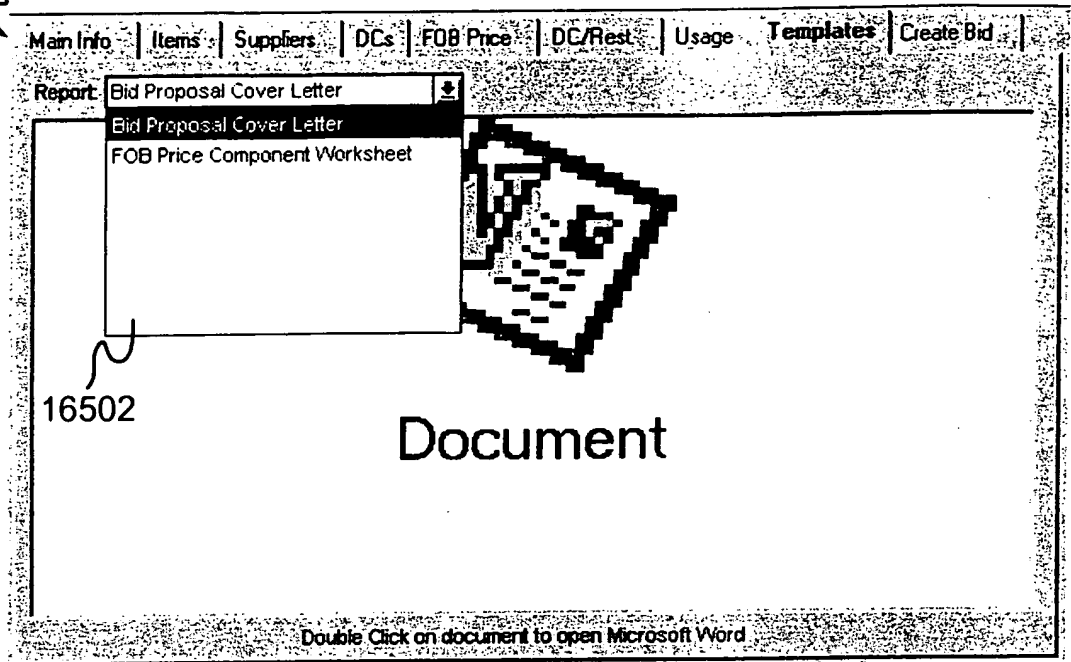 Main Info Items Suppliers DCs FOB Price DC/Rest. Usage Templates Create Bid
Report: Bid Proposal Cover Letter
Bid Proposal Cover Letter
FOB Price Component Worksheet
16502
Document
Double Click on document to open Microsoft Word